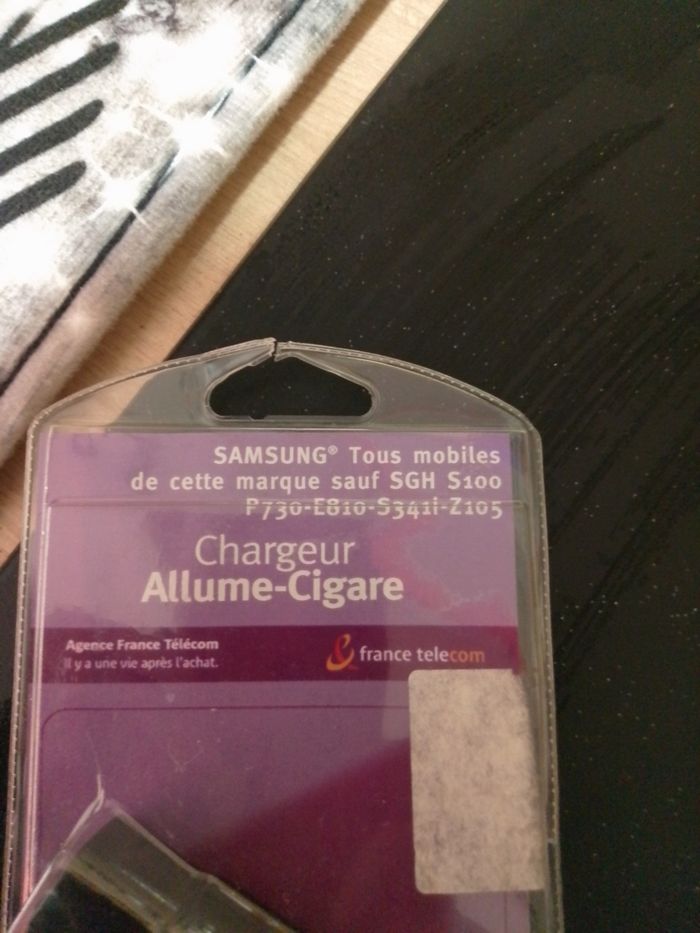 SAMSUNG® Tous mobiles
de cette marque sauf SGH S100
P730-E810-S341i-Z105
Chargeur
Allume-Cigare
Agence France Télécom
Il y a une vie après l'achat.
france telecom